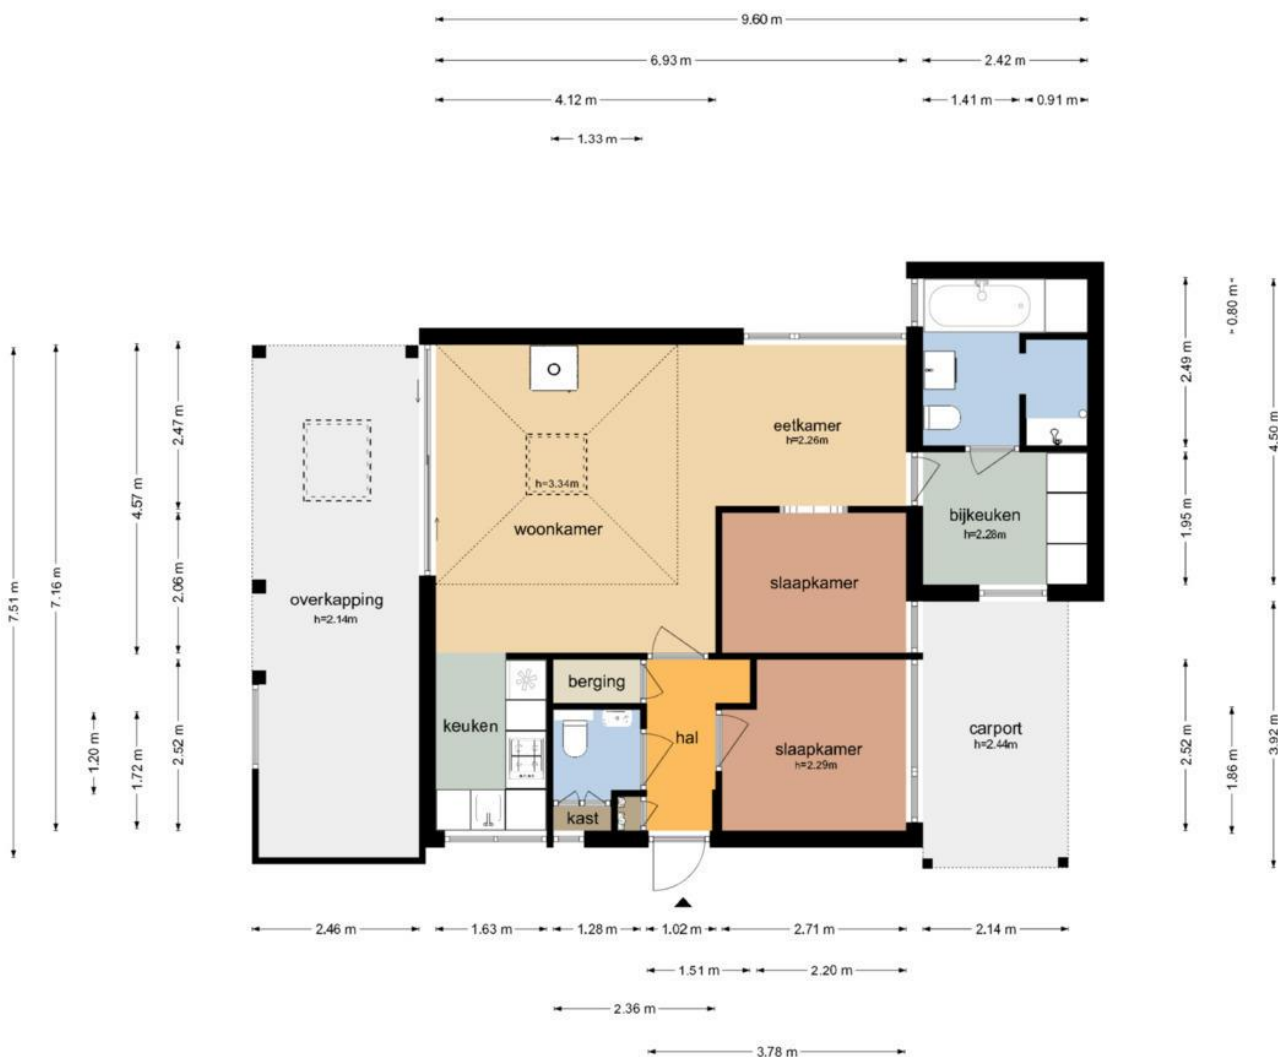 9.60 m
6.93 m
2.42 m
4.12 m
1.41 m
0.91 m
1.33 m
7.51 m
7.16 m
4.57 m
2.47 m
2.06 m
2.52 m
1.20 m
1.72 m
overkapping
h=2.14m
h=3.34m
woonkamer
eetkamer
h=2.26m
bijkeuken
h=2.28m
slaapkamer
berging
keuken
hal
slaapkamer
h=2.29m
kast
carport
h=2.44m
2.49 m
0.80 m
4.50 m
1.95 m
2.52 m
1.86 m
3.92 m
2.46 m
1.63 m
1.28 m
1.02 m
2.71 m
2.14 m
1.51 m
2.20 m
2.36 m
3.78 m